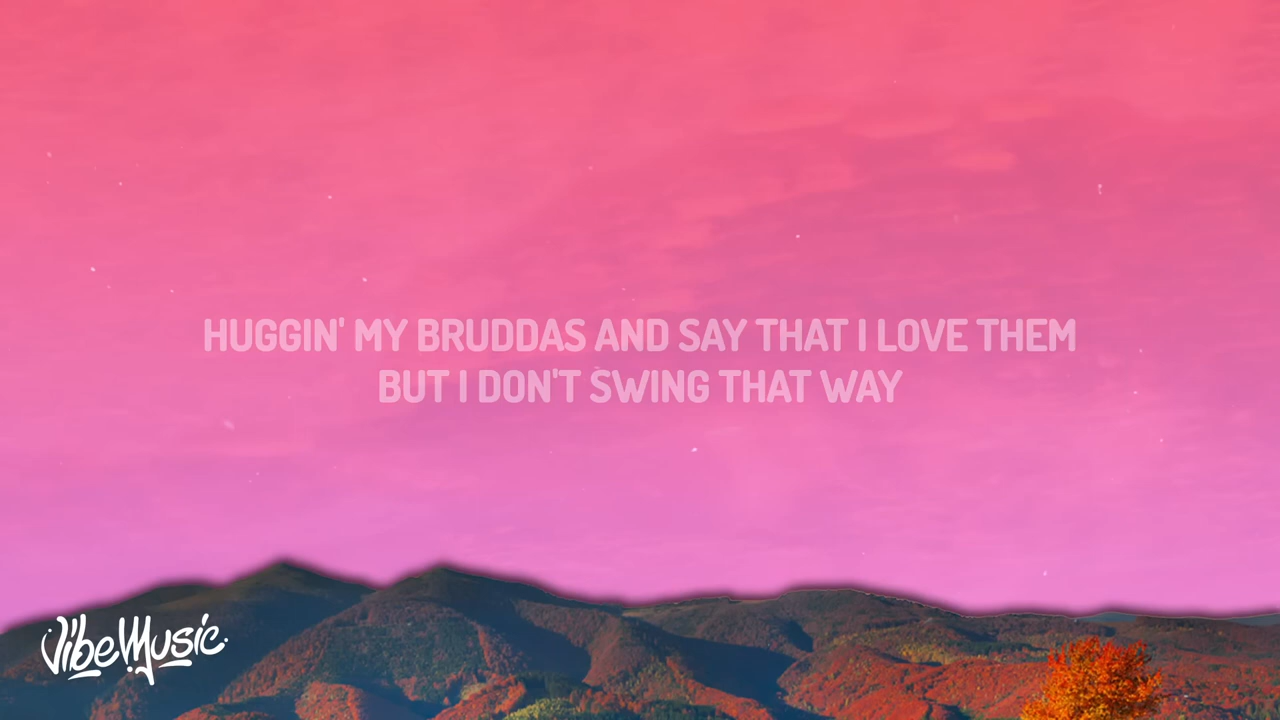 HUGGIN' MY BRUDDAS AND SAY THAT I LOVE THEM
BUT I DON'T SWING THAT WAY
VibeMusic